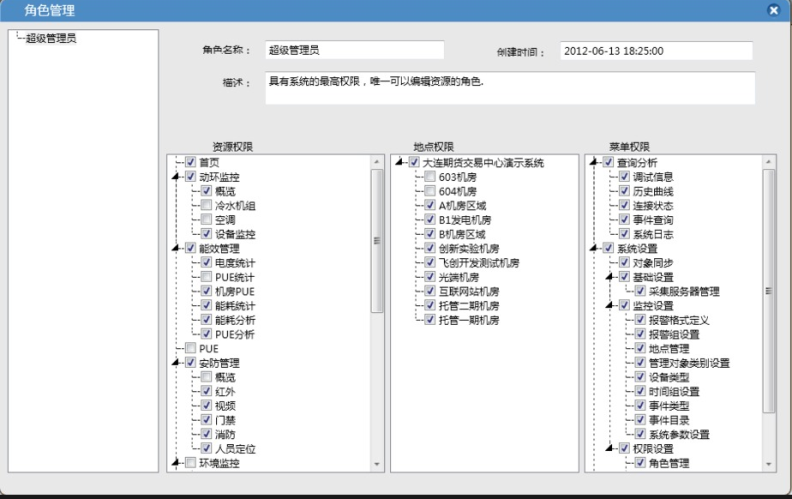 角色管理
超级管理员
角色名称：
超级管理员
创建时间：
2012-06-13 18:25:00
描述：
具有系统的最高权限，唯一可以编辑资源的角色.
资源权限
首页
动环监控
概览
冷水机组
空调
设备监控
能效管理
电度统计
PUE统计
机房PUE
能耗统计
能耗分析
PUE分析
PUE
安防管理
概览
红外
视频
门禁
消防
人员定位
环境监控
地点权限
大连期货交易中心演示系统
603机房
604机房
A机房区域
B1发电机房
B机房区域
创新实验机房
飞创开发测试机房
光端机房
互联网站机房
托管二期机房
托管一期机房
菜单权限
查询分析
调试信息
历史曲线
连接状态
事件查询
系统日志
系统设置
对象同步
基础设置
采集服务器管理
监控设置
报警格式定义
报警组设置
地点管理
管理对象类别设置
设备类型
时间组设置
事件类型
事件目录
系统参数设置
权限设置
角色管理